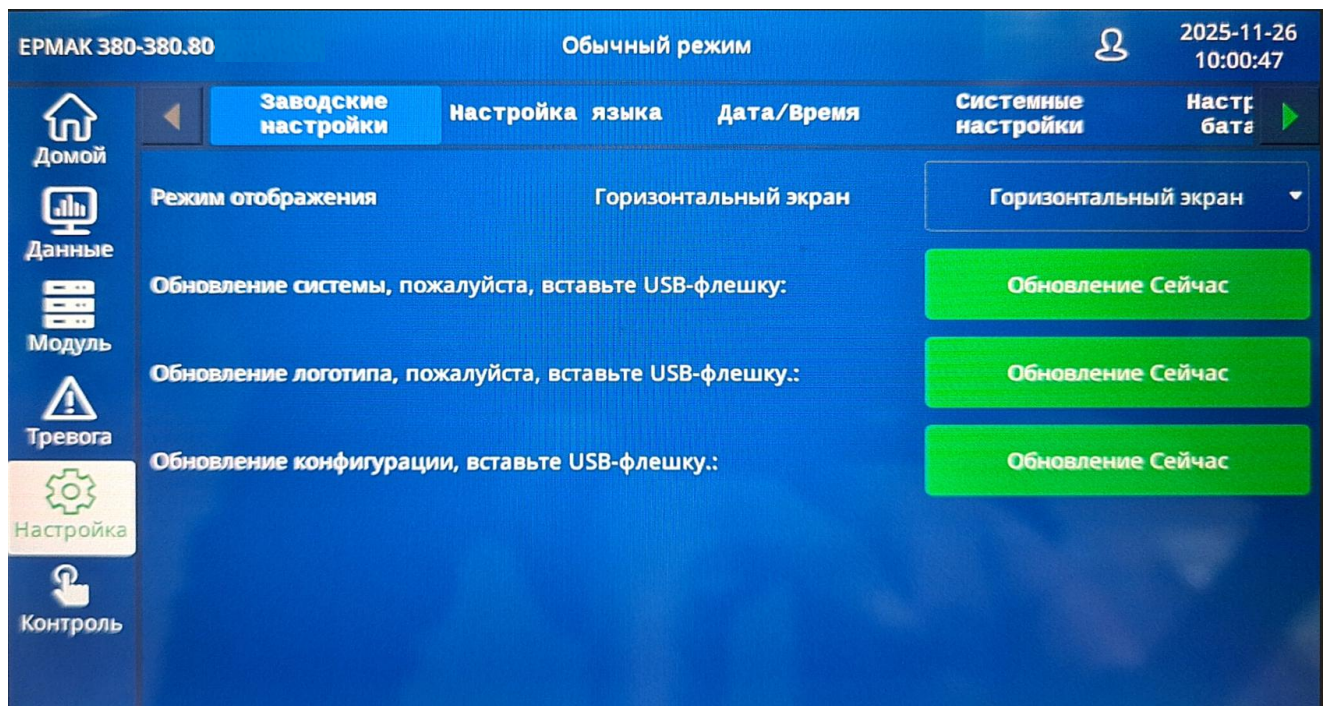 ЕРМАК 380-380.80
Обычный режим
2025-11-26
10:00:47
Домой
Данные
Модуль
Тревога
Настройка
Контроль
Заводские
настройки
Настройка языка
Дата/Время
Системные
настройки
Настр
бата
Режим отображения
Горизонтальный экран
Горизонтальный экран
Обновление системы, пожалуйста, вставьте USB-флешку:
Обновление Сейчас
Обновление логотипа, пожалуйста, вставьте USB-флешку.:
Обновление Сейчас
Обновление конфигурации, вставьте USB-флешку.:
Обновление Сейчас